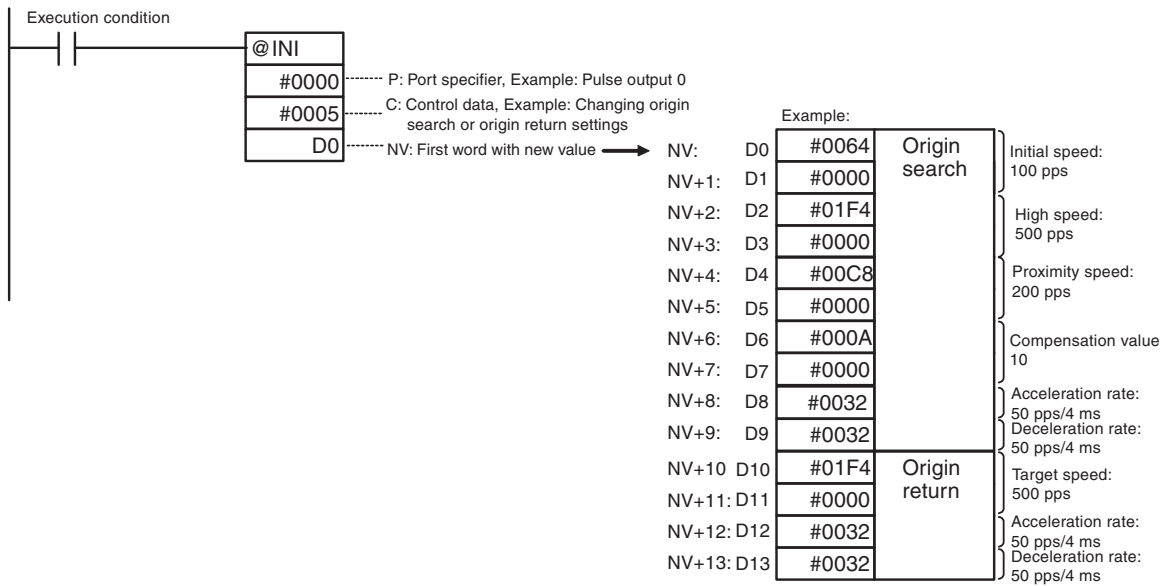 Execution condition
@INI
#0000 P: Port specifier, Example: Pulse output 0
#0005 C: Control data, Example: Changing origin
search or origin return settings
D0 NV: First word with new value
Example:
NV: D0 #0064 Origin search Initial speed:
100 pps
NV+1: D1 #0000
NV+2: D2 #01F4 High speed:
500 pps
NV+3: D3 #0000
NV+4: D4 #00C8 Proximity speed:
200 pps
NV+5: D5 #0000
NV+6: D6 #000A Compensation value
10
NV+7: D7 #0000
NV+8: D8 #0032 Acceleration rate:
50 pps/4 ms
NV+9: D9 #0032 Deceleration rate:
50 pps/4 ms
NV+10 D10 #01F4 Origin return Target speed:
500 pps
NV+11: D11 #0000
NV+12: D12 #0032 Acceleration rate:
50 pps/4 ms
NV+13: D13 #0032 Deceleration rate:
50 pps/4 ms